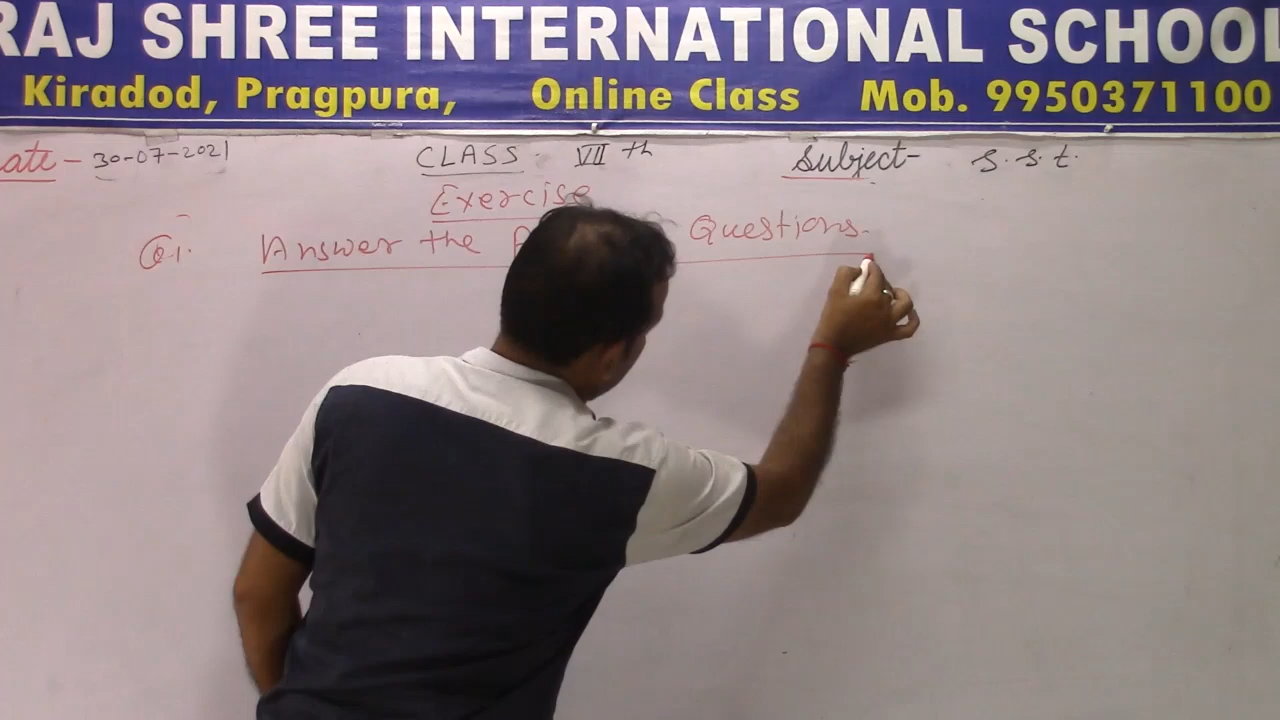 RAJ SHREE INTERNATIONAL SCHOOL
Kiradod, Pragpura, Online Class Mob. 9950371100
ate - 30-07-2021 CLASS - VII th Subject - S.S.t.
Exercise
Q1. Answer the Questions.